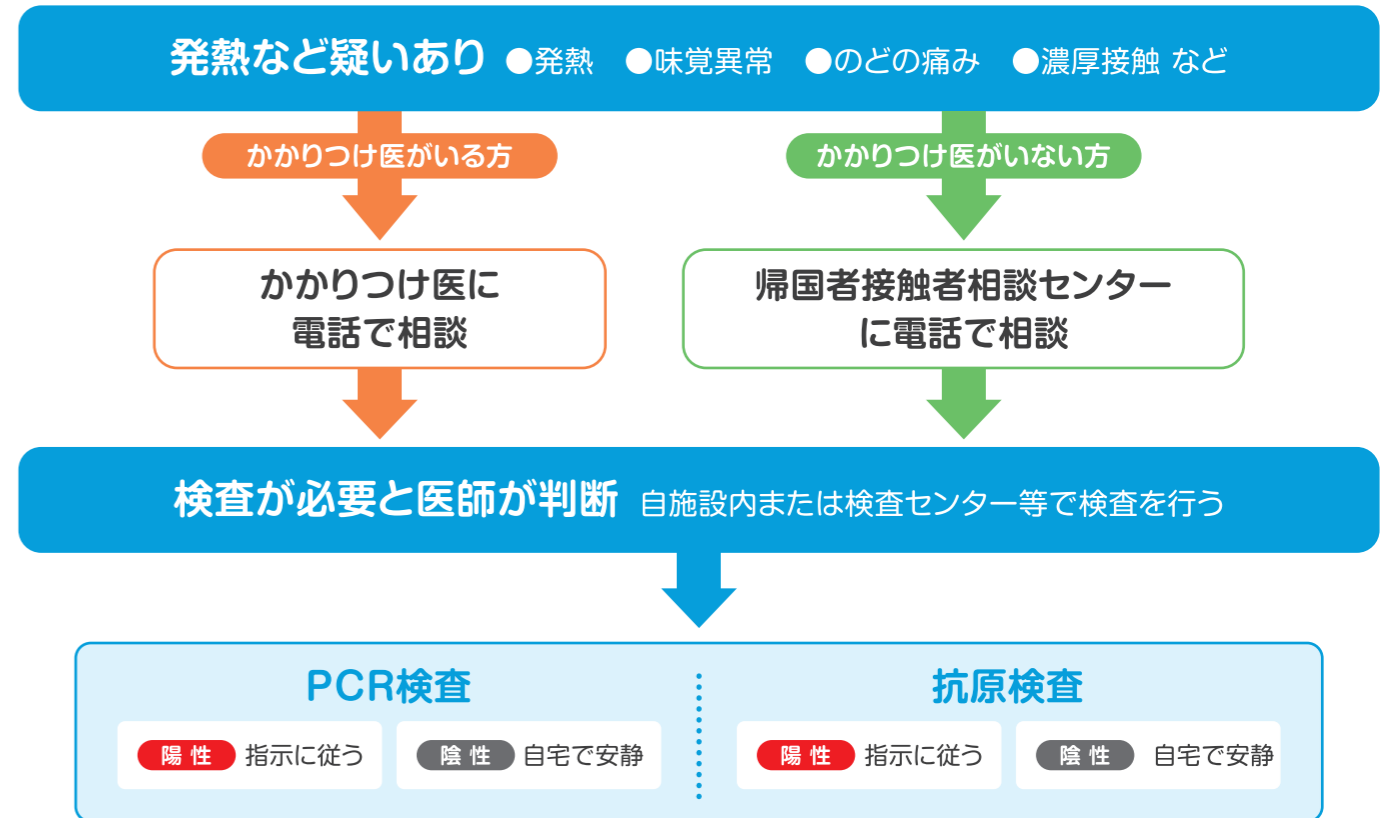 発熱など疑いあり ●発熱 ●味覚異常 ●のどの痛み ●濃厚接触 など
かかりつけ医がいる方
かかりつけ医がいない方
かかりつけ医に
電話で相談
帰国者接触者相談センター
に電話で相談
検査が必要と医師が判断 自施設内または検査センター等で検査を行う
PCR検査
陽性 指示に従う
陰性 自宅で安静
抗原検査
陽性 指示に従う
陰性 自宅で安静